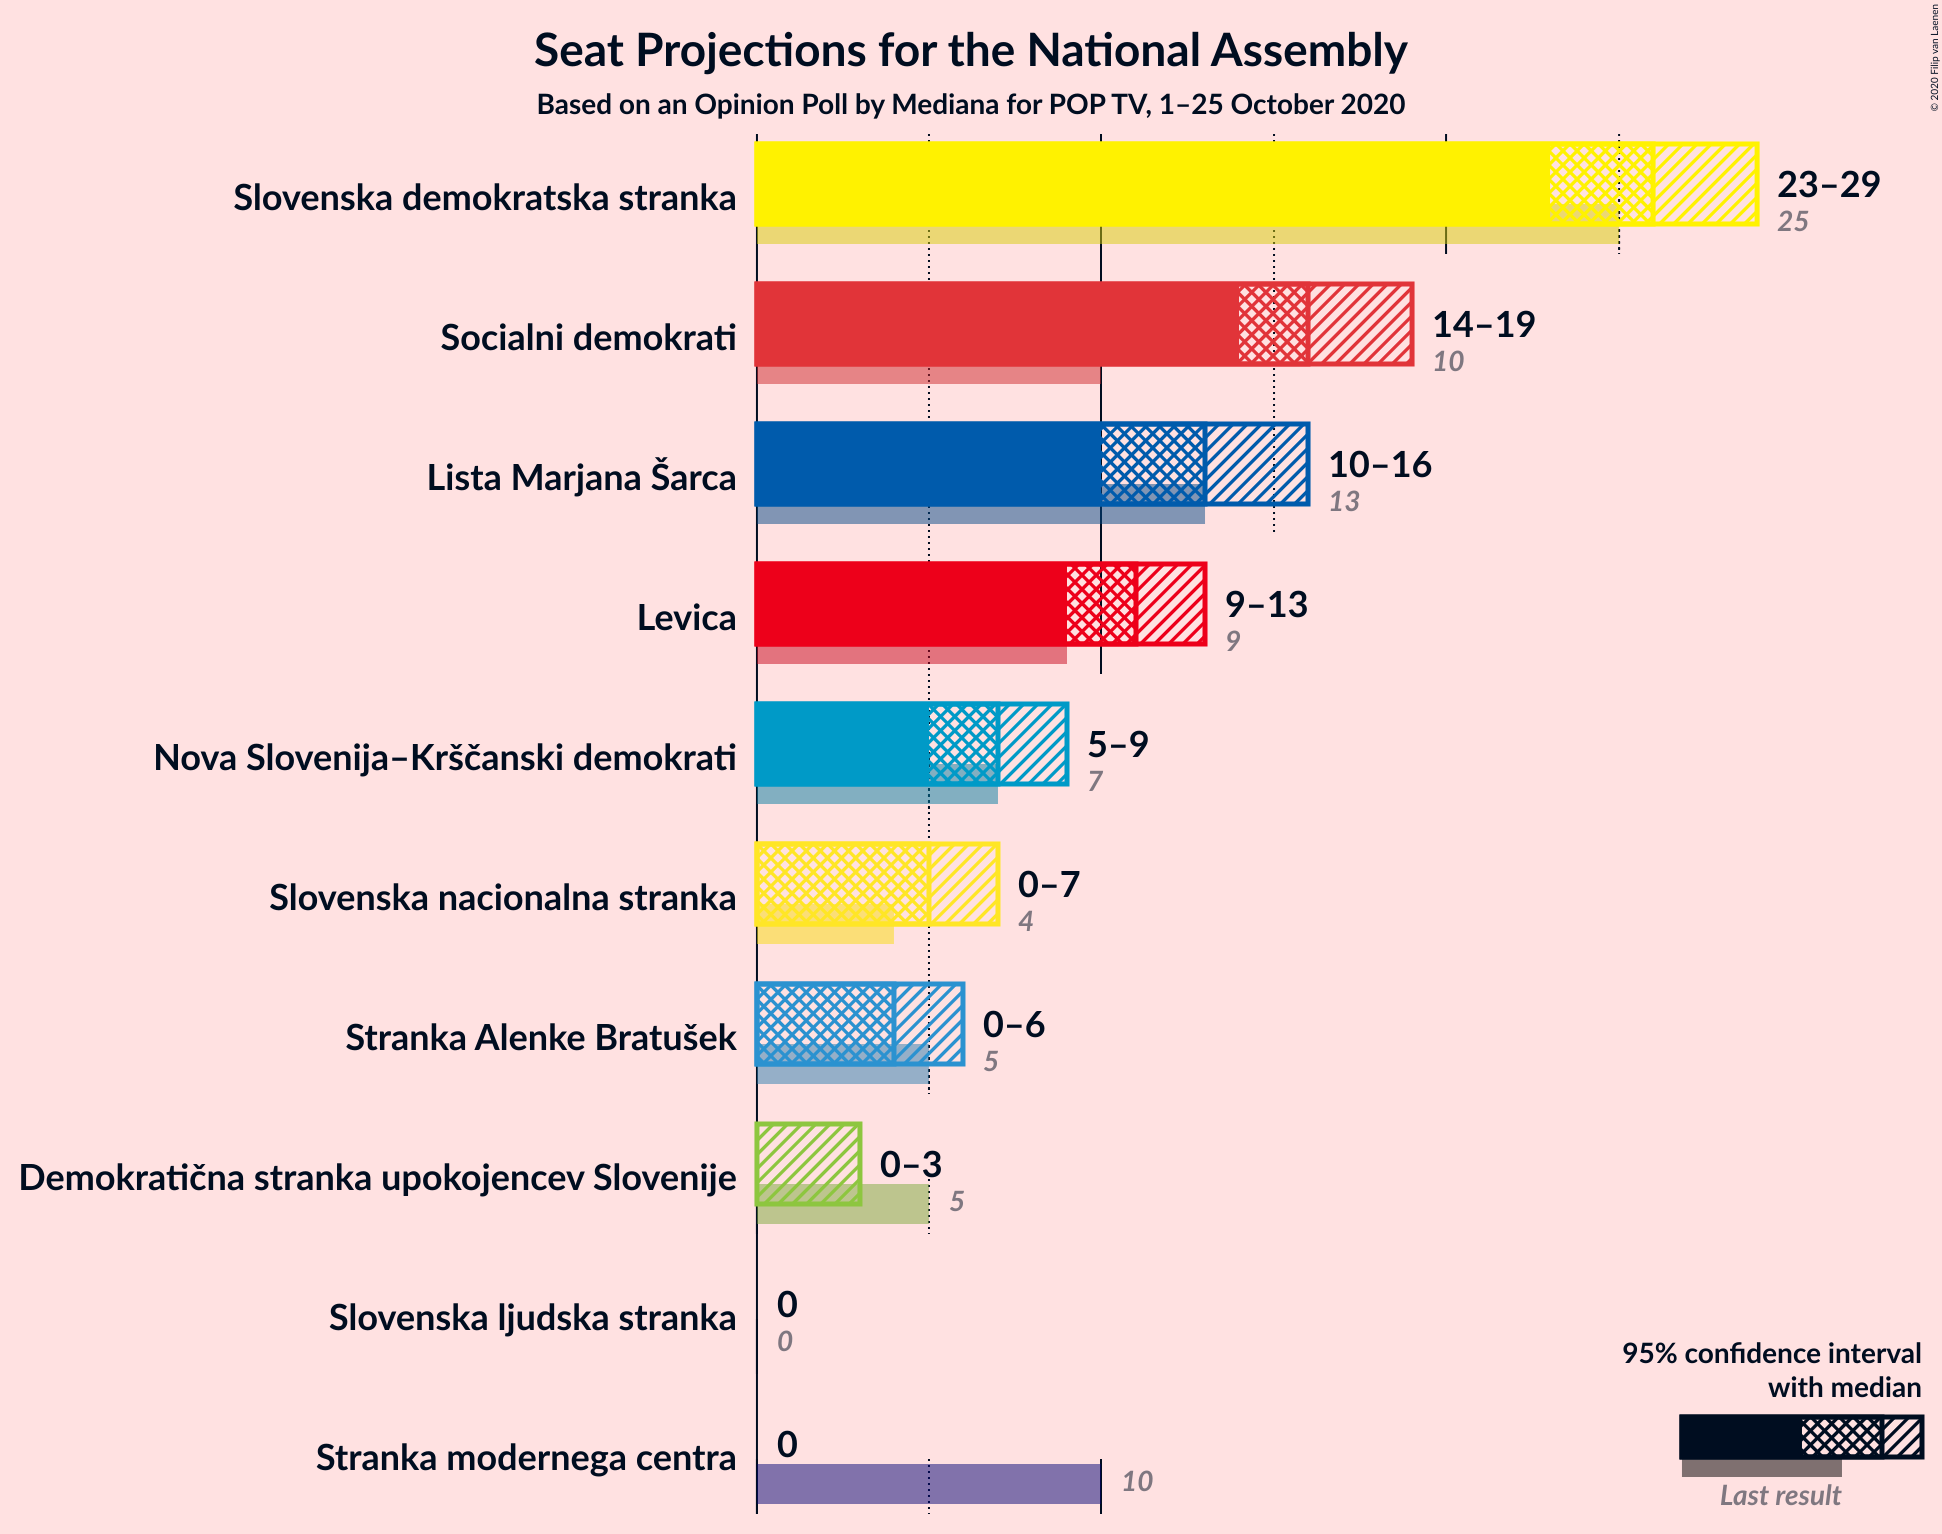 Seat Projections for the National Assembly
Based on an Opinion Poll by Mediana for POP TV, 1–25 October 2020
© 2020 Filip van Laenen
Slovenska demokratska stranka
23–29
25
Socialni demokrati
14–19
10
Lista Marjana Šarca
10–16
13
Levica
9–13
9
Nova Slovenija–Krščanski demokrati
5–9
7
Slovenska nacionalna stranka
0–7
4
Stranka Alenke Bratušek
0–6
5
Demokratična stranka upokojencev Slovenije
0–3
5
Slovenska ljudska stranka
0
0
Stranka modernega centra
0
10
95% confidence interval
with median
Last result